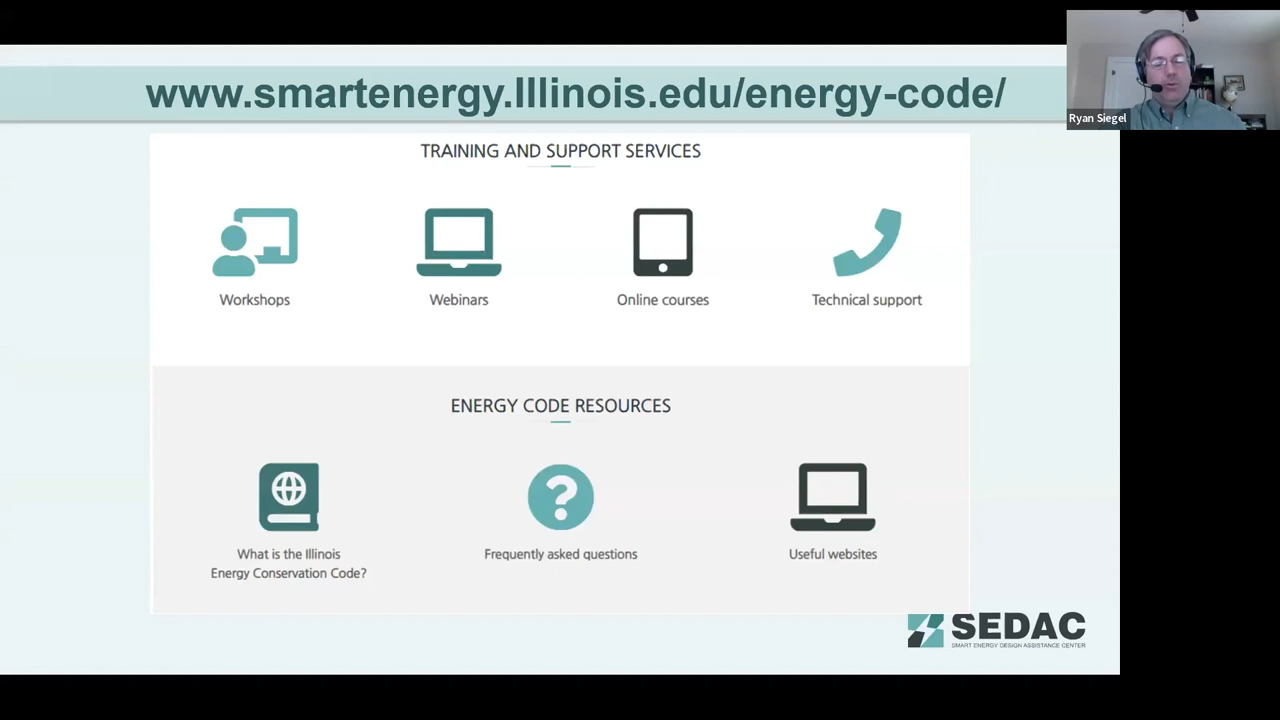 www.smartenergy.Illinois.edu/energy-code/
Ryan Siegel
TRAINING AND SUPPORT SERVICES
Workshops
Webinars
Online courses
Technical support
ENERGY CODE RESOURCES
What is the Illinois
Energy Conservation Code?
Frequently asked questions
Useful websites
SEDAC
SMART ENERGY DESIGN ASSISTANCE CENTER